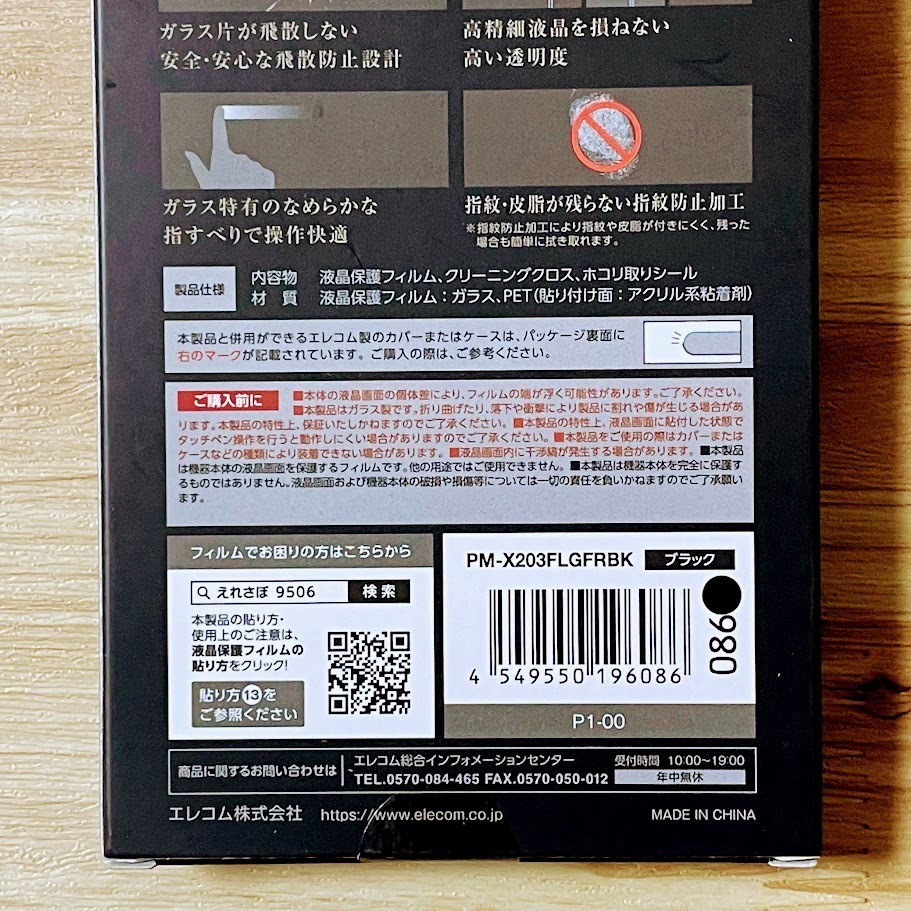 ガラス片が飛散しない
安全・安心な飛散防止設計
高精細液晶を損ねない
高い透明度
ガラス特有のなめらかな
指すべりで操作快適
指紋・皮脂が残らない指紋防止加工
※指紋防止加工により指紋や皮脂が付きにくく、残った
場合も簡単に拭き取れます。
製品仕様
内容物 液晶保護フィルム、クリーニングクロス、ホコリ取りシール
材 質 液晶保護フィルム：ガラス、PET(貼り付け面：アクリル系粘着剤)
本製品と併用ができるエレコム製のカバーまたはケースは、パッケージ裏面に
右のマークが記載されています。ご購入の際は、ご参考ください。
ご購入前に
■本体の液晶画面の個体差により、フィルムの端が浮く可能性があります。ご了承ください。
■本製品はガラス製です。折り曲げたり、落下や衝撃により製品に割れや傷が生じる場合があ
ります。本製品の特性上、保証いたしかねますのでご了承ください。■本製品の特性上、液晶画面に貼付した状態で
タッチペン操作を行うと動作しにくい場合がありますのでご了承ください。■本製品をご使用の際はカバーまたは
ケースなどの種類により装着できない場合があります。■液晶画面内に干渉縞が発生する場合があります。■本製品
は機器本体の液晶画面を保護するフィルムです。他の用途ではご使用できません。■本製品は機器本体を完全に保護す
るものではありません。液晶画面および機器本体の破損や損傷等については一切の責任を負いかねますのでご了承願い
ます。
フィルムでお困りの方はこちらから
えれさぽ 9506 検索
本製品の貼り方・
使用上のご注意は、
液晶保護フィルムの
貼り方をクリック!
貼り方⑬を
ご参照ください
PM-X203FLGFRBK ブラック
086
4 549550 196086
P1-00
商品に関するお問い合わせは
エレコム総合インフォメーションセンター
TEL.0570-084-465 FAX.0570-050-012
受付時間 10:00~19:00
年中無休
エレコム株式会社 https://www.elecom.co.jp
MADE IN CHINA